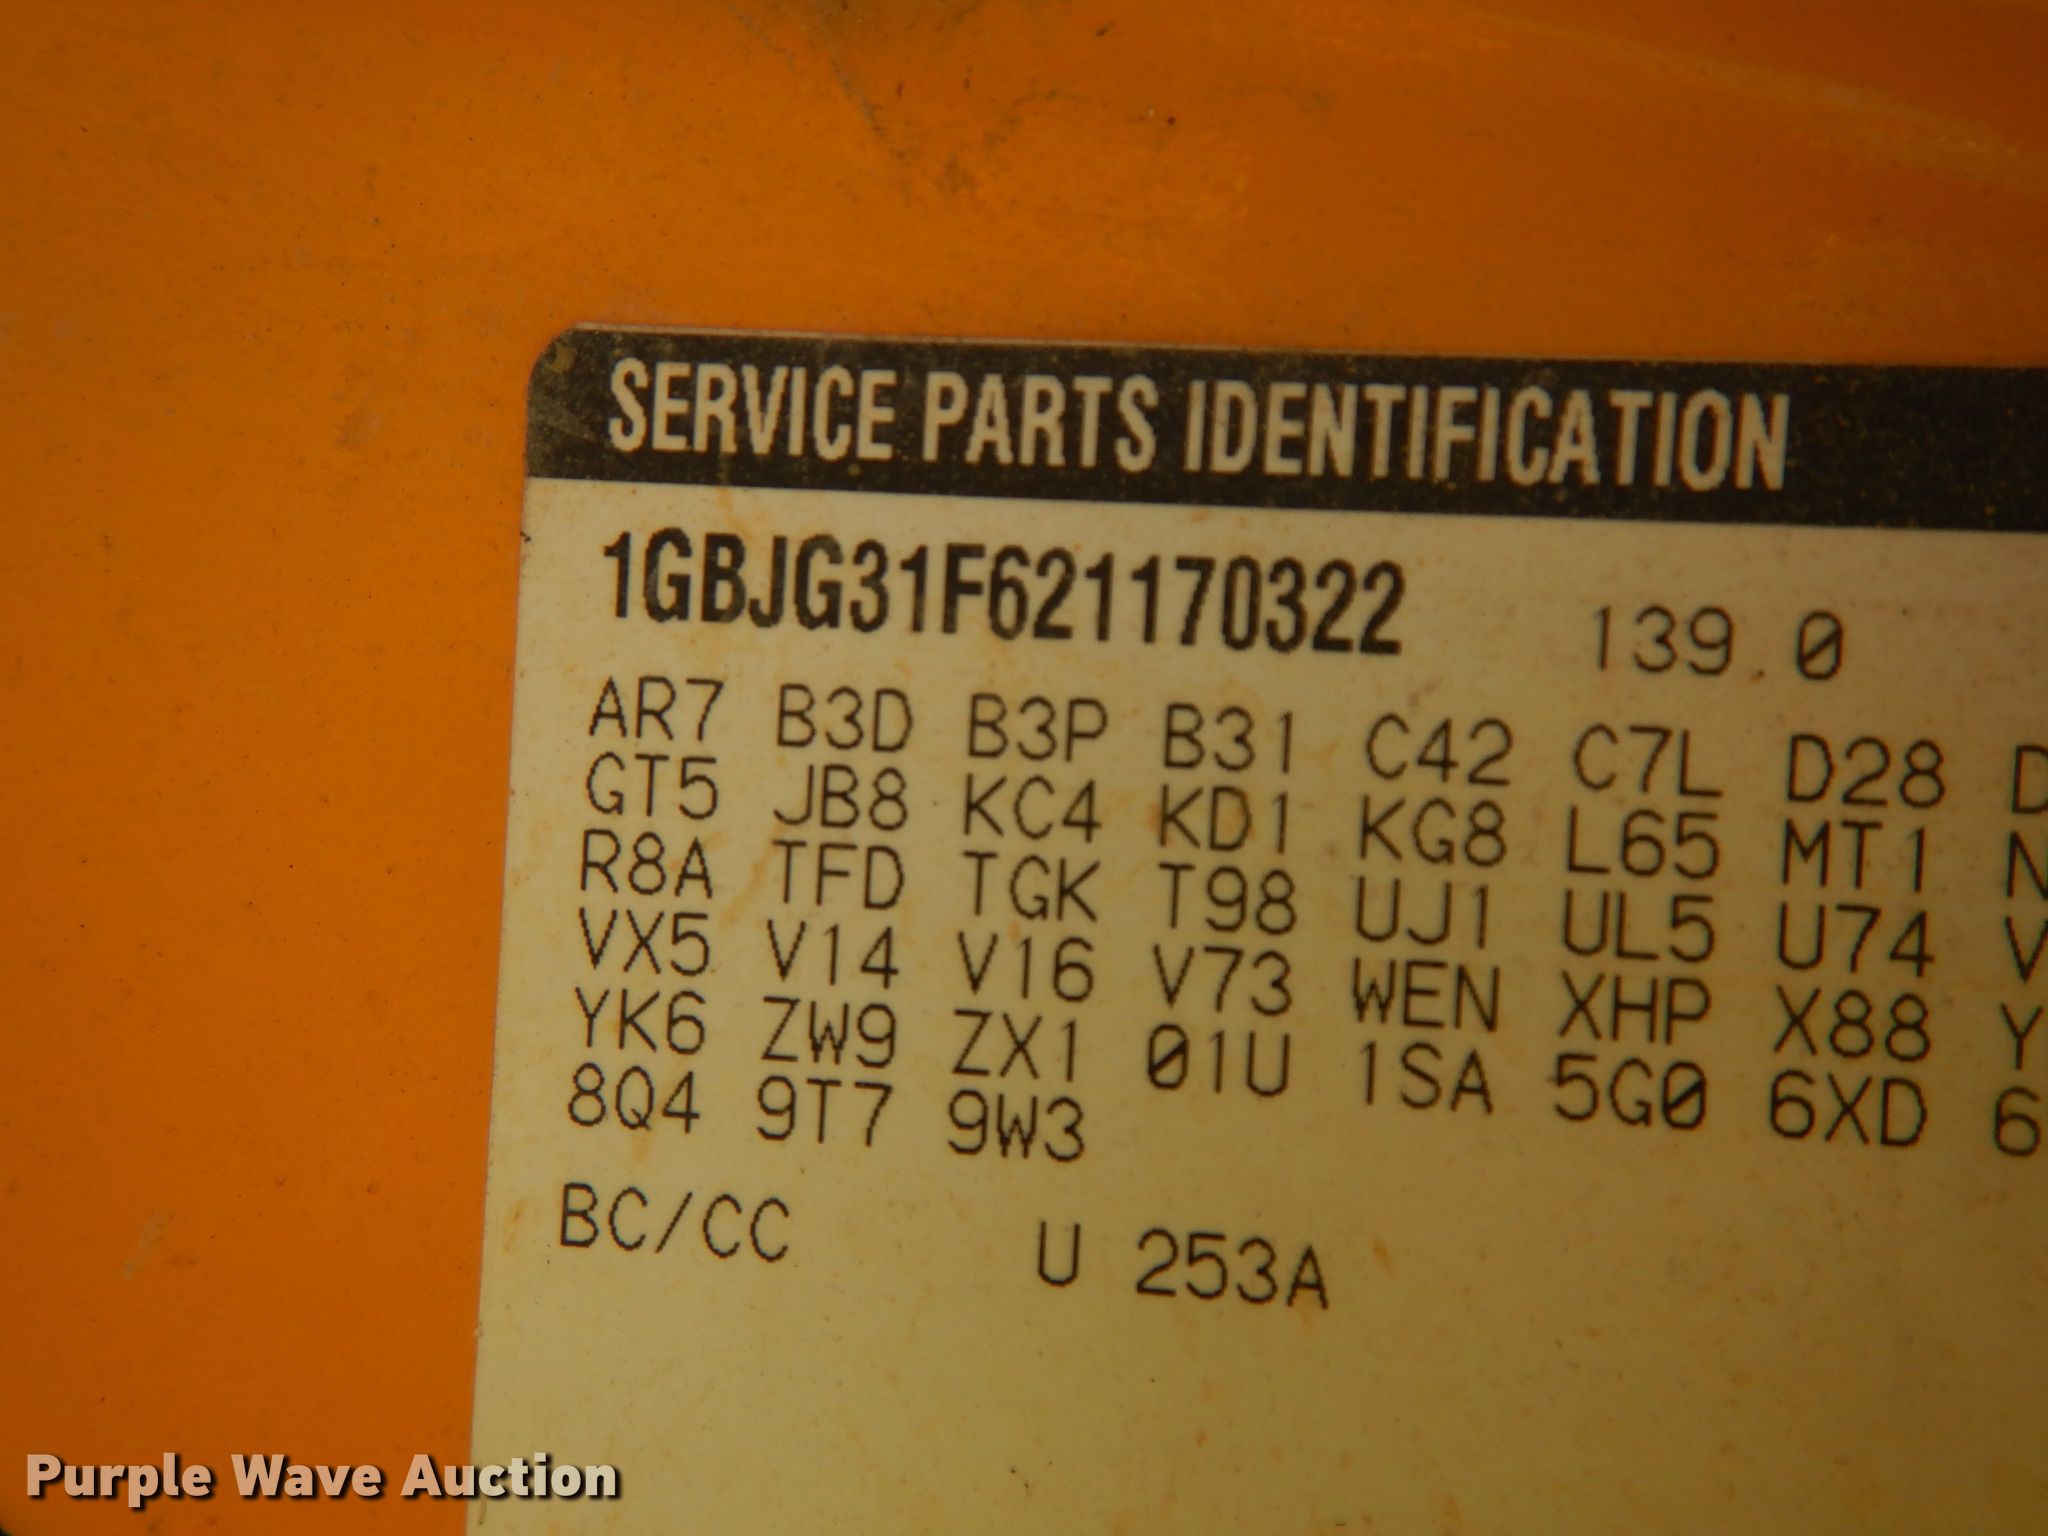 SERVICE PARTS IDENTIFICATION
1GBJG31F621170322 139.0
AR7 B3D B3P B31 C42 C7L D28 D
GT5 JB8 KC4 KD1 KG8 L65 MT1 N
R8A TFD TGK T98 UJ1 UL5 U74 V
VX5 V14 V16 V73 WEN XHP X88 Y
YK6 ZW9 ZX1 01U 1SA 5G0 6XD 6
8Q4 9T7 9W3
BC/CC U 253A
Purple Wave Auction